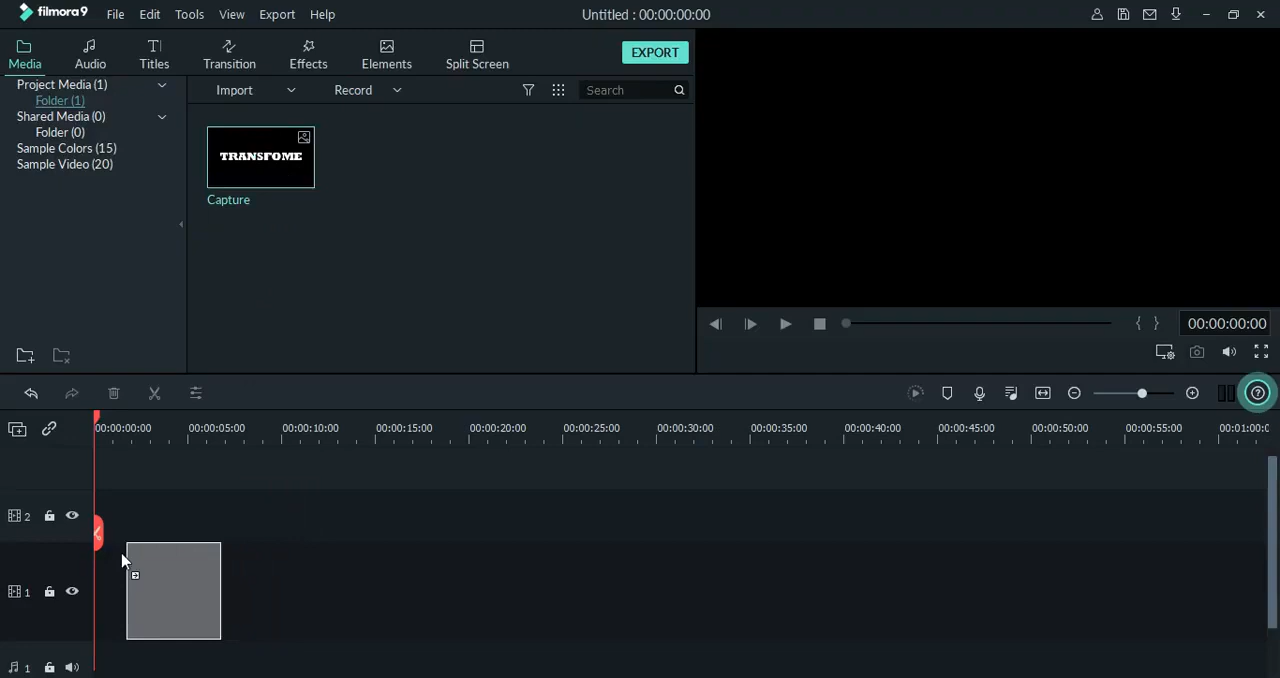 filmora9 File Edit Tools View Export Help Untitled : 00:00:00:00
Media Audio Titles Transition Effects Elements Split Screen EXPORT
Project Media (1)
Folder (1)
Shared Media (0)
Folder (0)
Sample Colors (15)
Sample Video (20)
Import Record Search
TRANSFOME
Capture
{ } 00:00:00:00
00:00:00:00 00:00:05:00 00:00:10:00 00:00:15:00 00:00:20:00 00:00:25:00 00:00:30:00 00:00:35:00 00:00:40:00 00:00:45:00 00:00:50:00 00:00:55:00 00:01:00:0
2
1
1